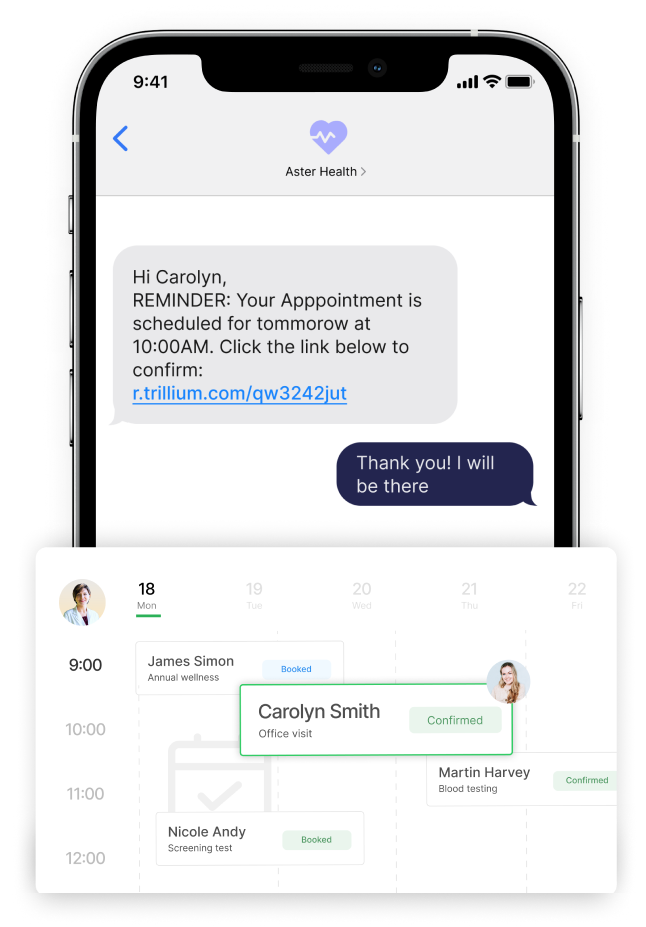 9:41
Aster Health >
Hi Carolyn,
REMINDER: Your Apppointment is
scheduled for tommorow at
10:00AM. Click the link below to
confirm:
r.trillium.com/qw3242jut
Thank you! I will
be there
18 19 20 21 22
Mon Tue Wed Thu Fri
9:00
James Simon
Annual wellness
Booked
Carolyn Smith
Office visit
Confirmed
10:00
Martin Harvey
Blood testing
Confirmed
11:00
Nicole Andy
Screening test
Booked
12:00